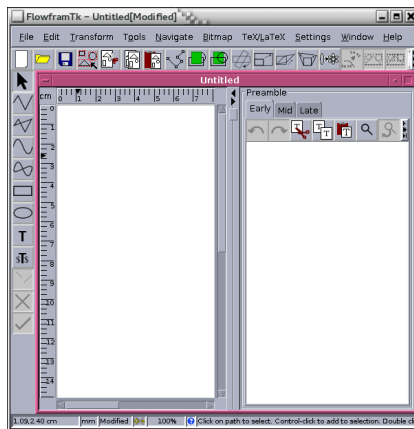 FlowframTk – Untitled[Modified]
File Edit Transform Tools Navigate Bitmap TeX/LaTeX Settings Window Help
Untitled
cm 0 1 2 3 4 5 6 7
Preamble
Early Mid Late
0
1
2
3
4
5
6
7
8
9
10
11
12
13
14
T
sTs
1.09,2.40 cm mm Modified 100% Click on path to select. Control-click to add to selection. Double cl